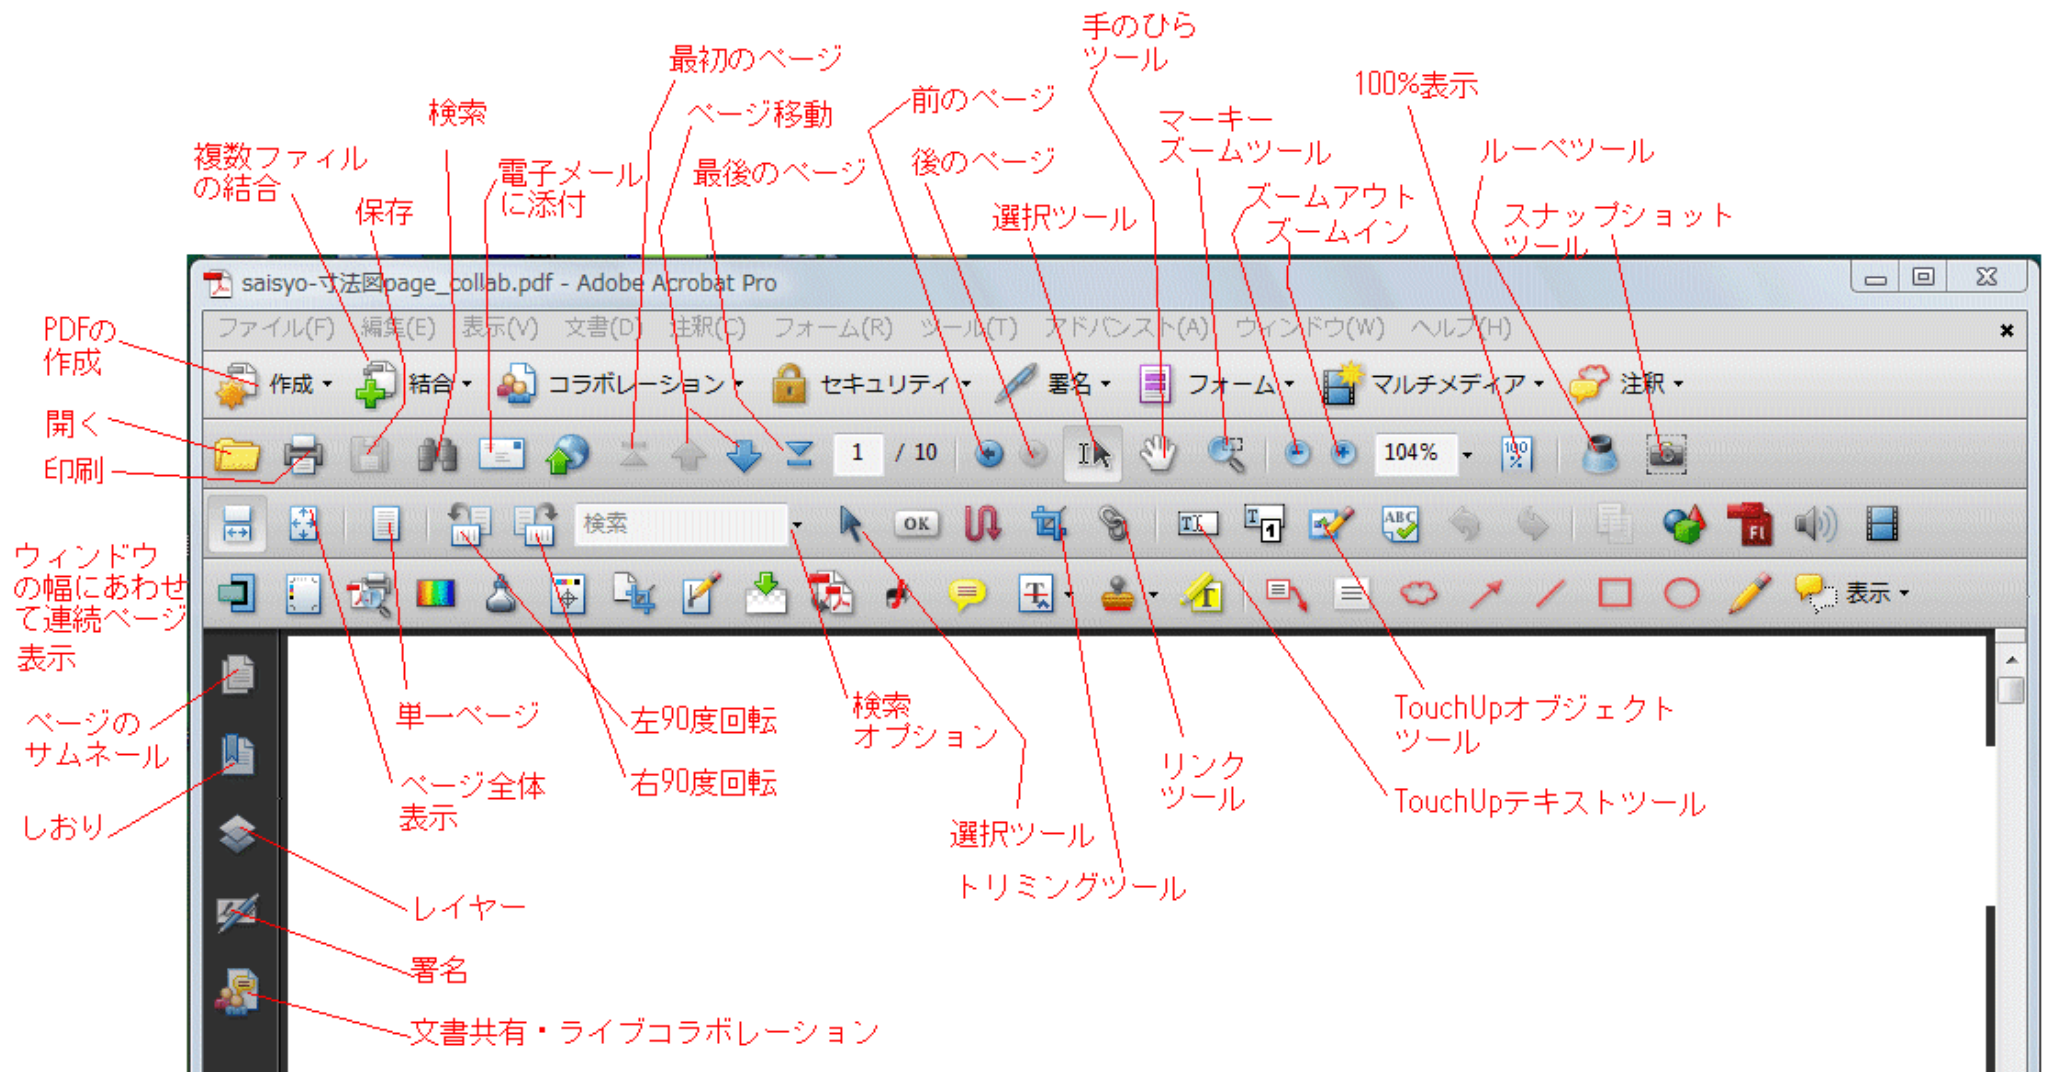 手のひら
ツール
最初のページ
100%表示
前のページ
検索
ページ移動
マーキー
ズームツール
複数ファイル
の結合
電子メール
に添付
最後のページ
後のページ
ルーペツール
保存
選択ツール
ズームアウト
ズームイン
スナップショット
ツール
saisyo-寸法図page_collab.pdf - Adobe Acrobat Pro
ファイル(F) 編集(E) 表示(V) 文書(D) 注釈(C) フォーム(R) ツール(T) アドバンスト(A) ウィンドウ(W) ヘルプ(H)
PDFの
作成
作成 結合 コラボレーション セキュリティ 署名 フォーム マルチメディア 注釈
開く
印刷
1 / 10 104% 100 %
検索 OK T T 1 ABC Fl
ウィンドウ
の幅にあわせ
て連続ページ
表示
T T 表示
ページの
サムネール
しおり
単一ページ
ページ全体
表示
左90度回転
右90度回転
検索
オプション
選択ツール
トリミングツール
リンク
ツール
TouchUpオブジェクト
ツール
TouchUpテキストツール
レイヤー
署名
文書共有・ライブコラボレーション